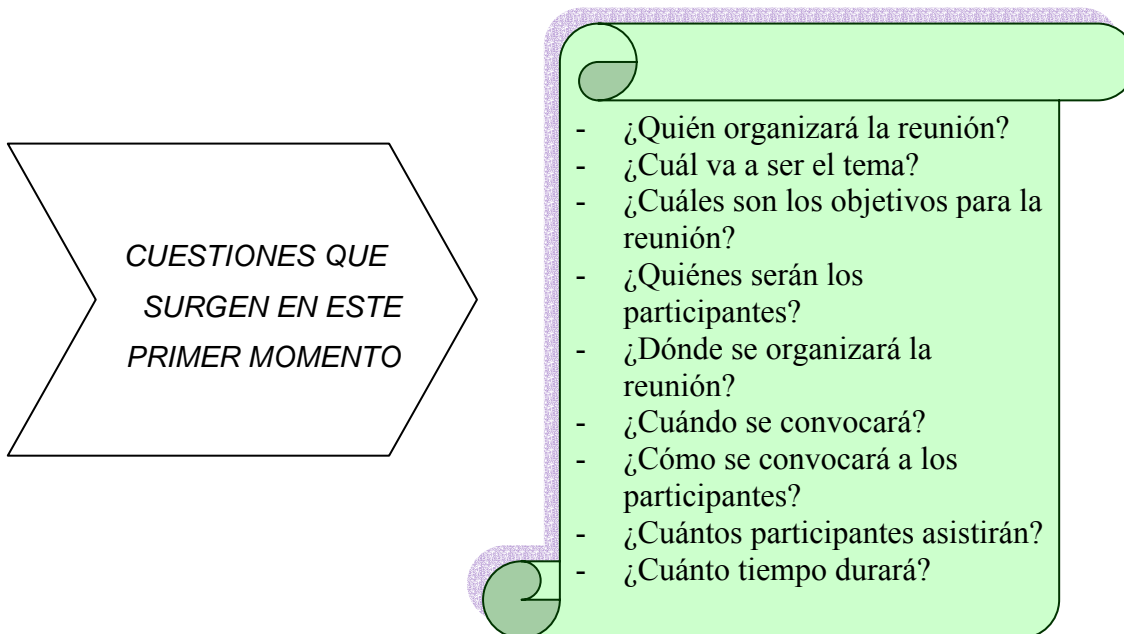 CUESTIONES QUE
SURGEN EN ESTE
PRIMER MOMENTO
- ¿Quién organizará la reunión?
- ¿Cuál va a ser el tema?
- ¿Cuáles son los objetivos para la
reunión?
- ¿Quiénes serán los
participantes?
- ¿Dónde se organizará la
reunión?
- ¿Cuándo se convocará?
- ¿Cómo se convocará a los
participantes?
- ¿Cuántos participantes asistirán?
- ¿Cuánto tiempo durará?